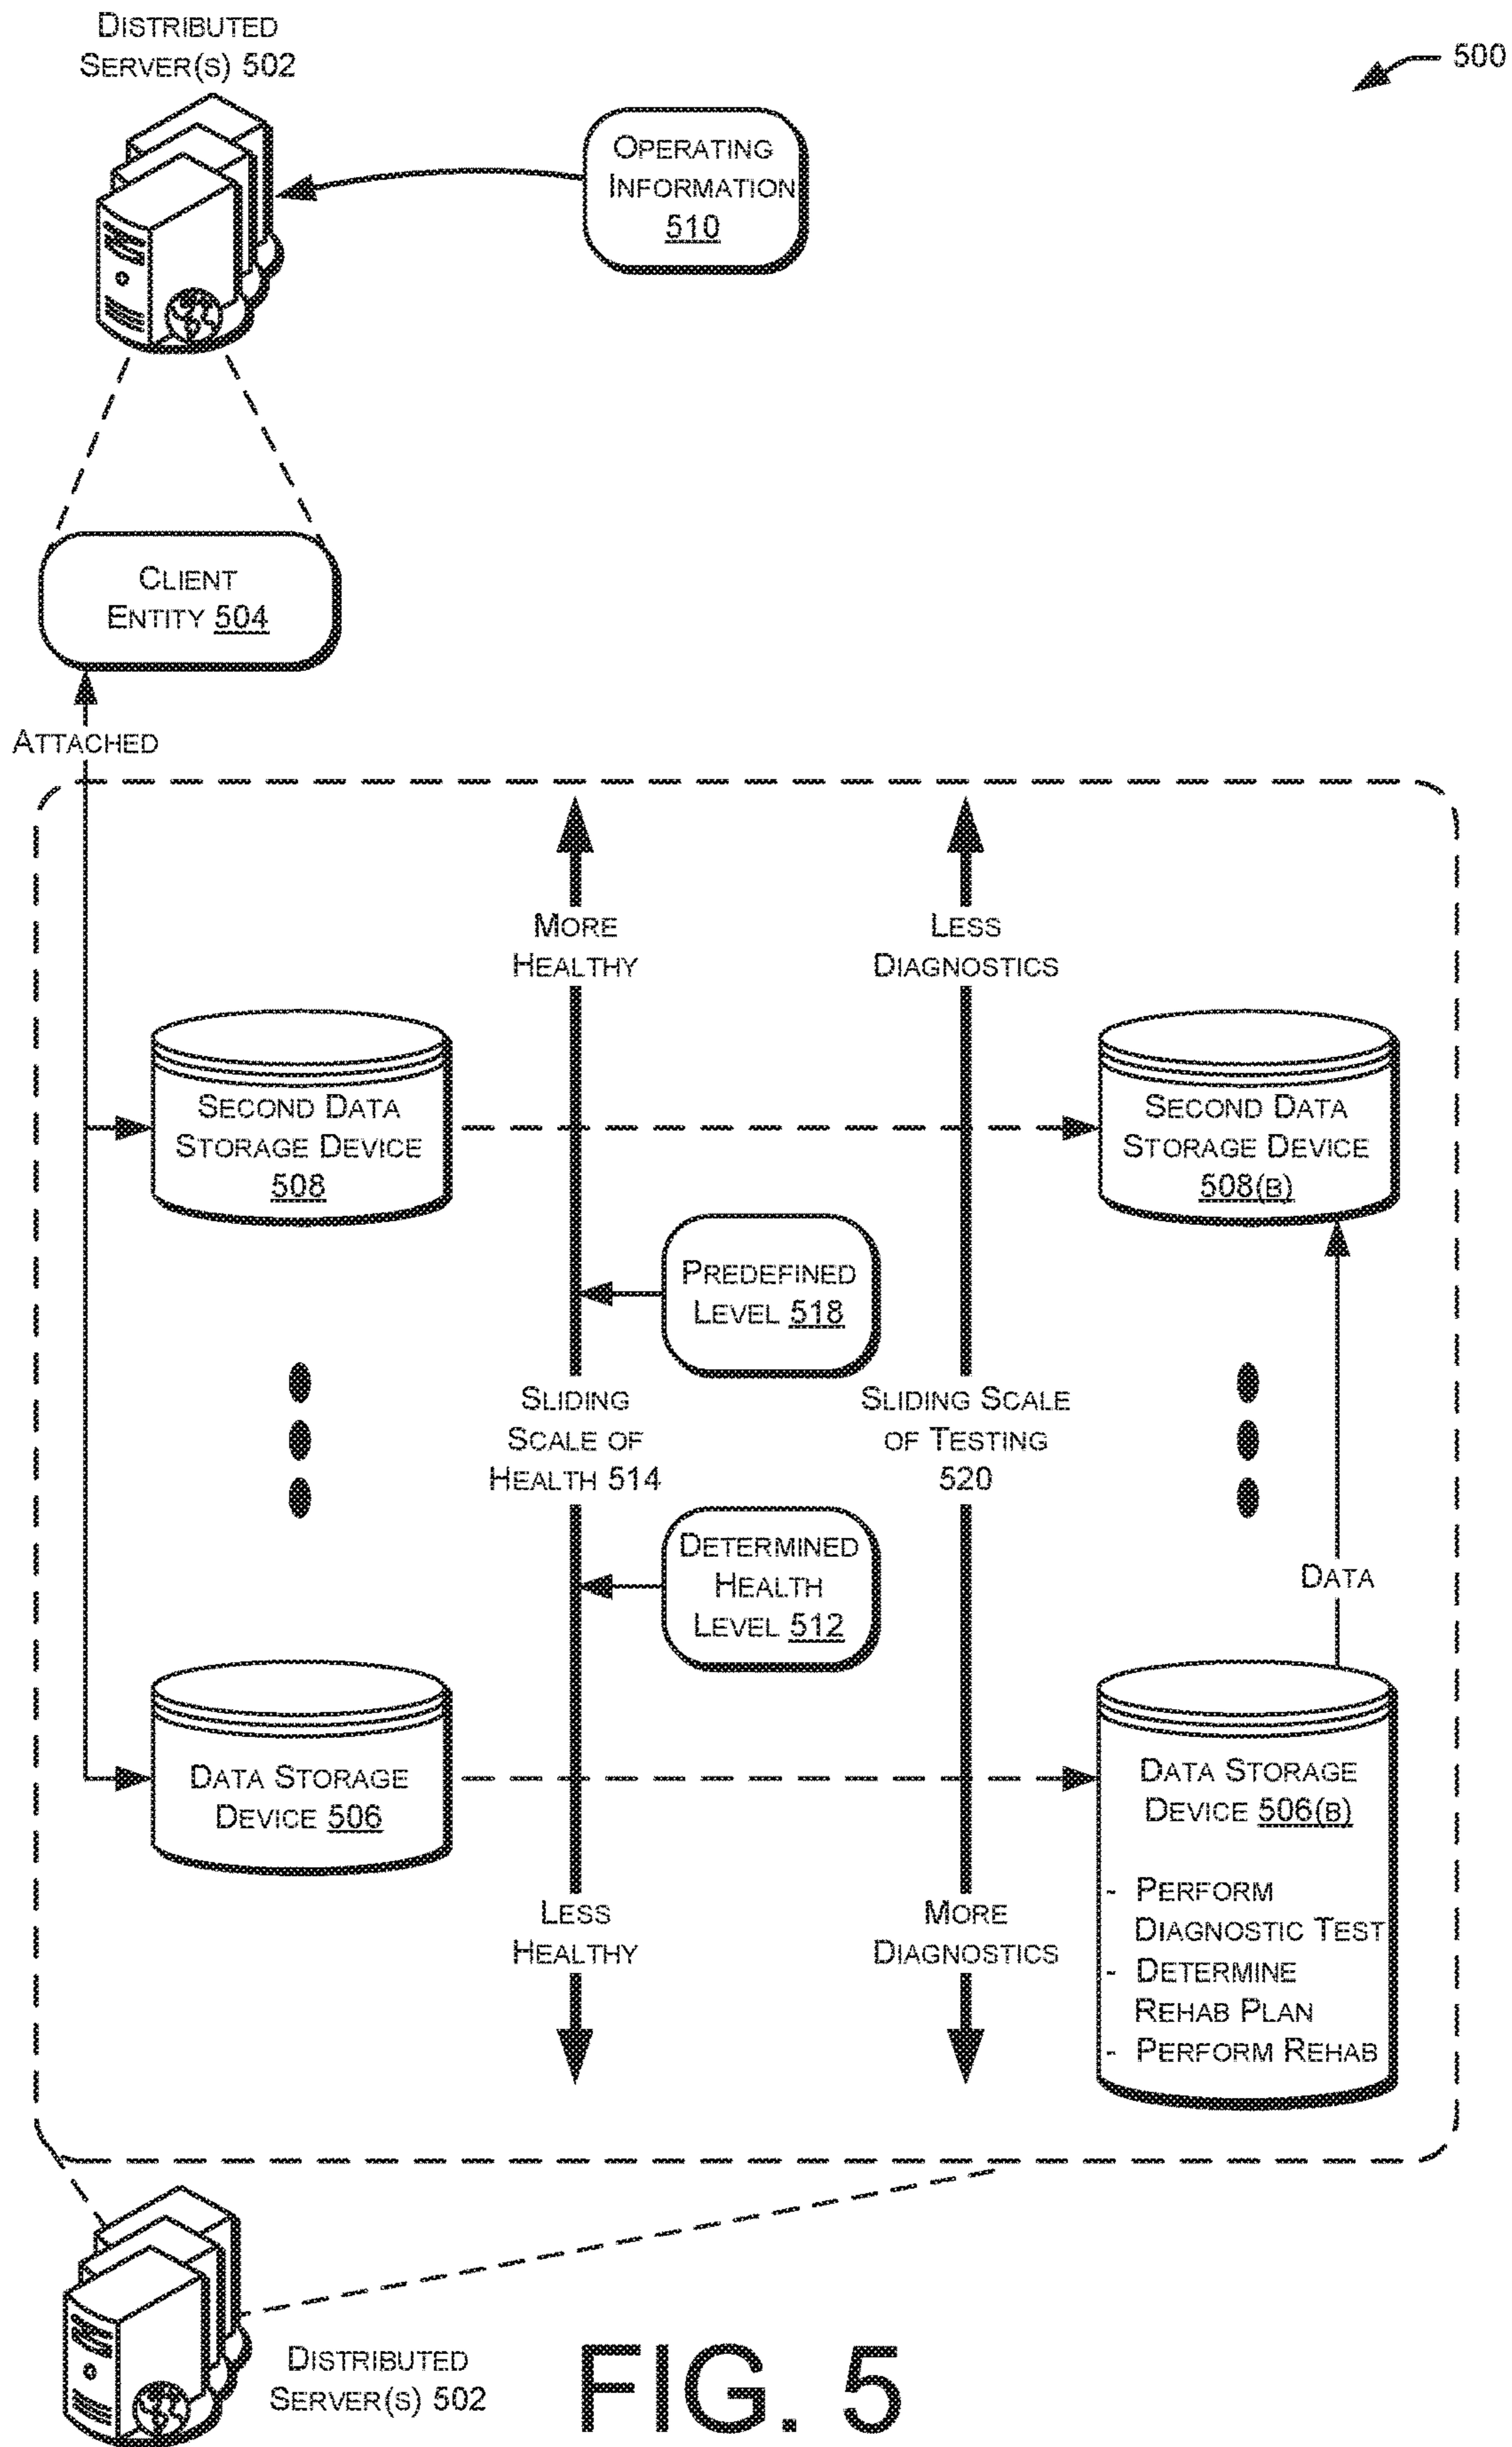 DISTRIBUTED
SERVER(S) 502
500
OPERATING
INFORMATION
510
CLIENT
ENTITY 504
ATTACHED
MORE
HEALTHY
LESS
DIAGNOSTICS
SECOND DATA
STORAGE DEVICE
508
SECOND DATA
STORAGE DEVICE
508(B)
PREDEFINED
LEVEL 518
SLIDING
SCALE OF
HEALTH 514
SLIDING SCALE
OF TESTING
520
DETERMINED
HEALTH
LEVEL 512
DATA
DATA STORAGE
DEVICE 506
DATA STORAGE
DEVICE 506(B)
- PERFORM
DIAGNOSTIC TEST
- DETERMINE
REHAB PLAN
- PERFORM REHAB
LESS
HEALTHY
MORE
DIAGNOSTICS
DISTRIBUTED
SERVER(S) 502
FIG. 5